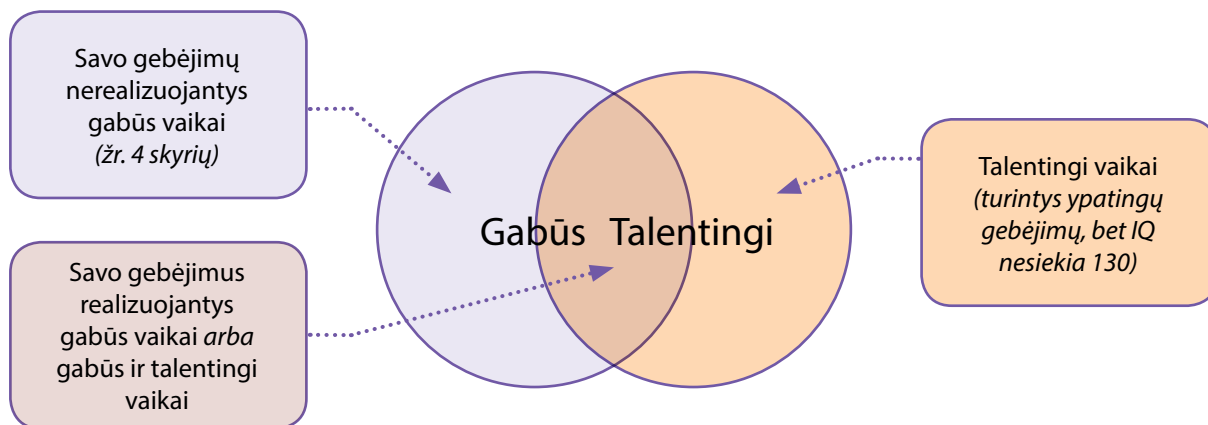 Savo gebėjimų
nerealizuojantys
gabūs vaikai
(žr. 4 skyrių)
Savo gebėjimus
realizuojantys
gabūs vaikai arba
gabūs ir talentingi
vaikai
Gabūs
Talentingi
Talentingi vaikai
(turintys ypatingų
gebėjimų, bet IQ
nesiekia 130)